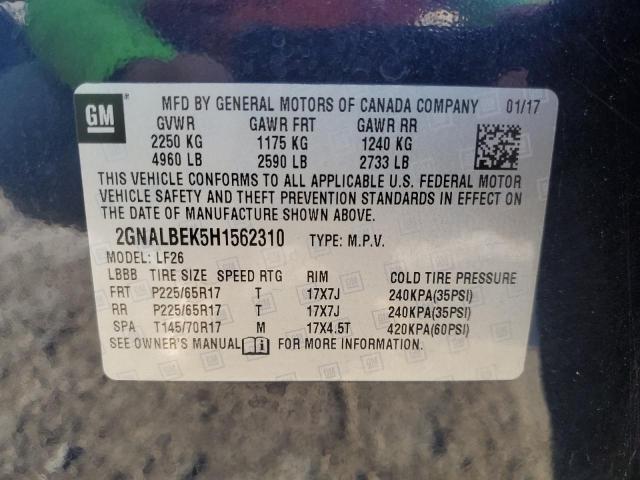 GM
MFD BY GENERAL MOTORS OF CANADA COMPANY 01/17
GVWR GAWR FRT GAWR RR
2250 KG 1175 KG 1240 KG
4960 LB 2590 LB 2733 LB
THIS VEHICLE CONFORMS TO ALL APPLICABLE U.S. FEDERAL MOTOR
VEHICLE SAFETY AND THEFT PREVENTION STANDARDS IN EFFECT ON
THE DATE OF MANUFACTURE SHOWN ABOVE.
2GNALBEK5H1562310 TYPE: M.P.V.
MODEL: LF26
LBBB TIRE SIZE SPEED RTG RIM COLD TIRE PRESSURE
FRT P225/65R17 T 17X7J 240KPA(35PSI)
RR P225/65R17 T 17X7J 240KPA(35PSI)
SPA T145/70R17 M 17X4.5T 420KPA(60PSI)
SEE OWNER'S MANUAL FOR MORE INFORMATION.